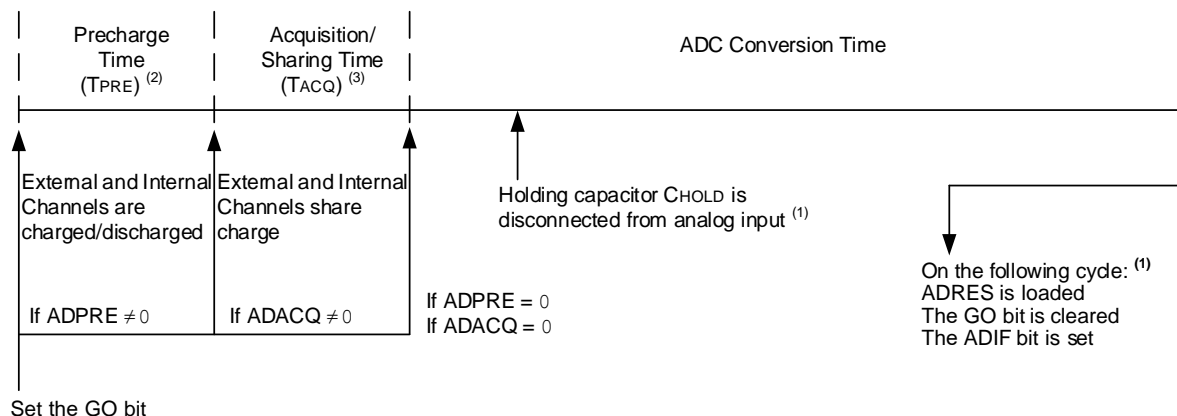 Precharge
Time
(TPRE) (2)
Acquisition/
Sharing Time
(TACQ) (3)
ADC Conversion Time
External and Internal
Channels are
charged/discharged
External and Internal
Channels share
charge
Holding capacitor CHOLD is
disconnected from analog input (1)
If ADPRE ≠ 0
If ADACQ ≠ 0
If ADPRE = 0
If ADACQ = 0
On the following cycle: (1)
ADRES is loaded
The GO bit is cleared
The ADIF bit is set
Set the GO bit